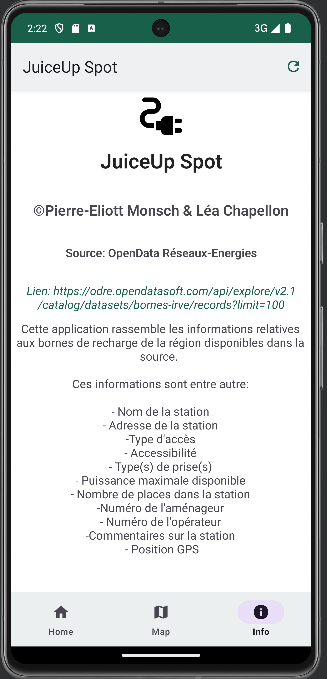 2:22
3G
JuiceUp Spot
JuiceUp Spot
©Pierre-Eliott Monsch & Léa Chapellon
Source: OpenData Réseaux-Energies
Lien: https://odre.opendatasoft.com/api/explore/v2.1
/catalog/datasets/bornes-irve/records?limit=100
Cette application rassemble les informations relatives
aux bornes de recharge de la région disponibles dans la
source.
Ces informations sont entre autre:
- Nom de la station
- Adresse de la station
-Type d'accès
- Accessibilité
- Type(s) de prise(s)
- Puissance maximale disponible
- Nombre de places dans la station
-Numéro de l'aménageur
- Numéro de l'opérateur
-Commentaires sur la station
- Position GPS
Home
Map
Info